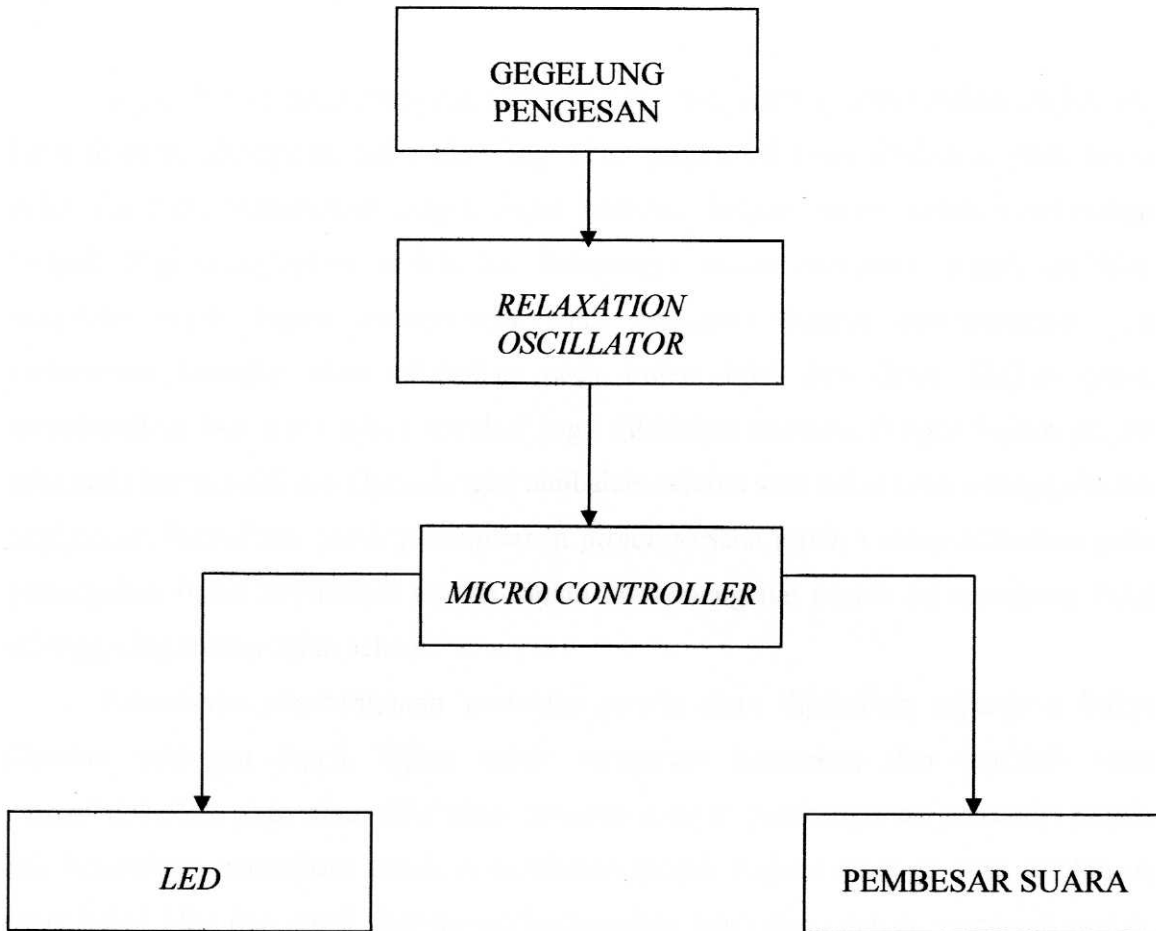 GEGELUNG
PENGESAN
RELAXATION
OSCILLATOR
MICRO CONTROLLER
LED
PEMBESAR SUARA